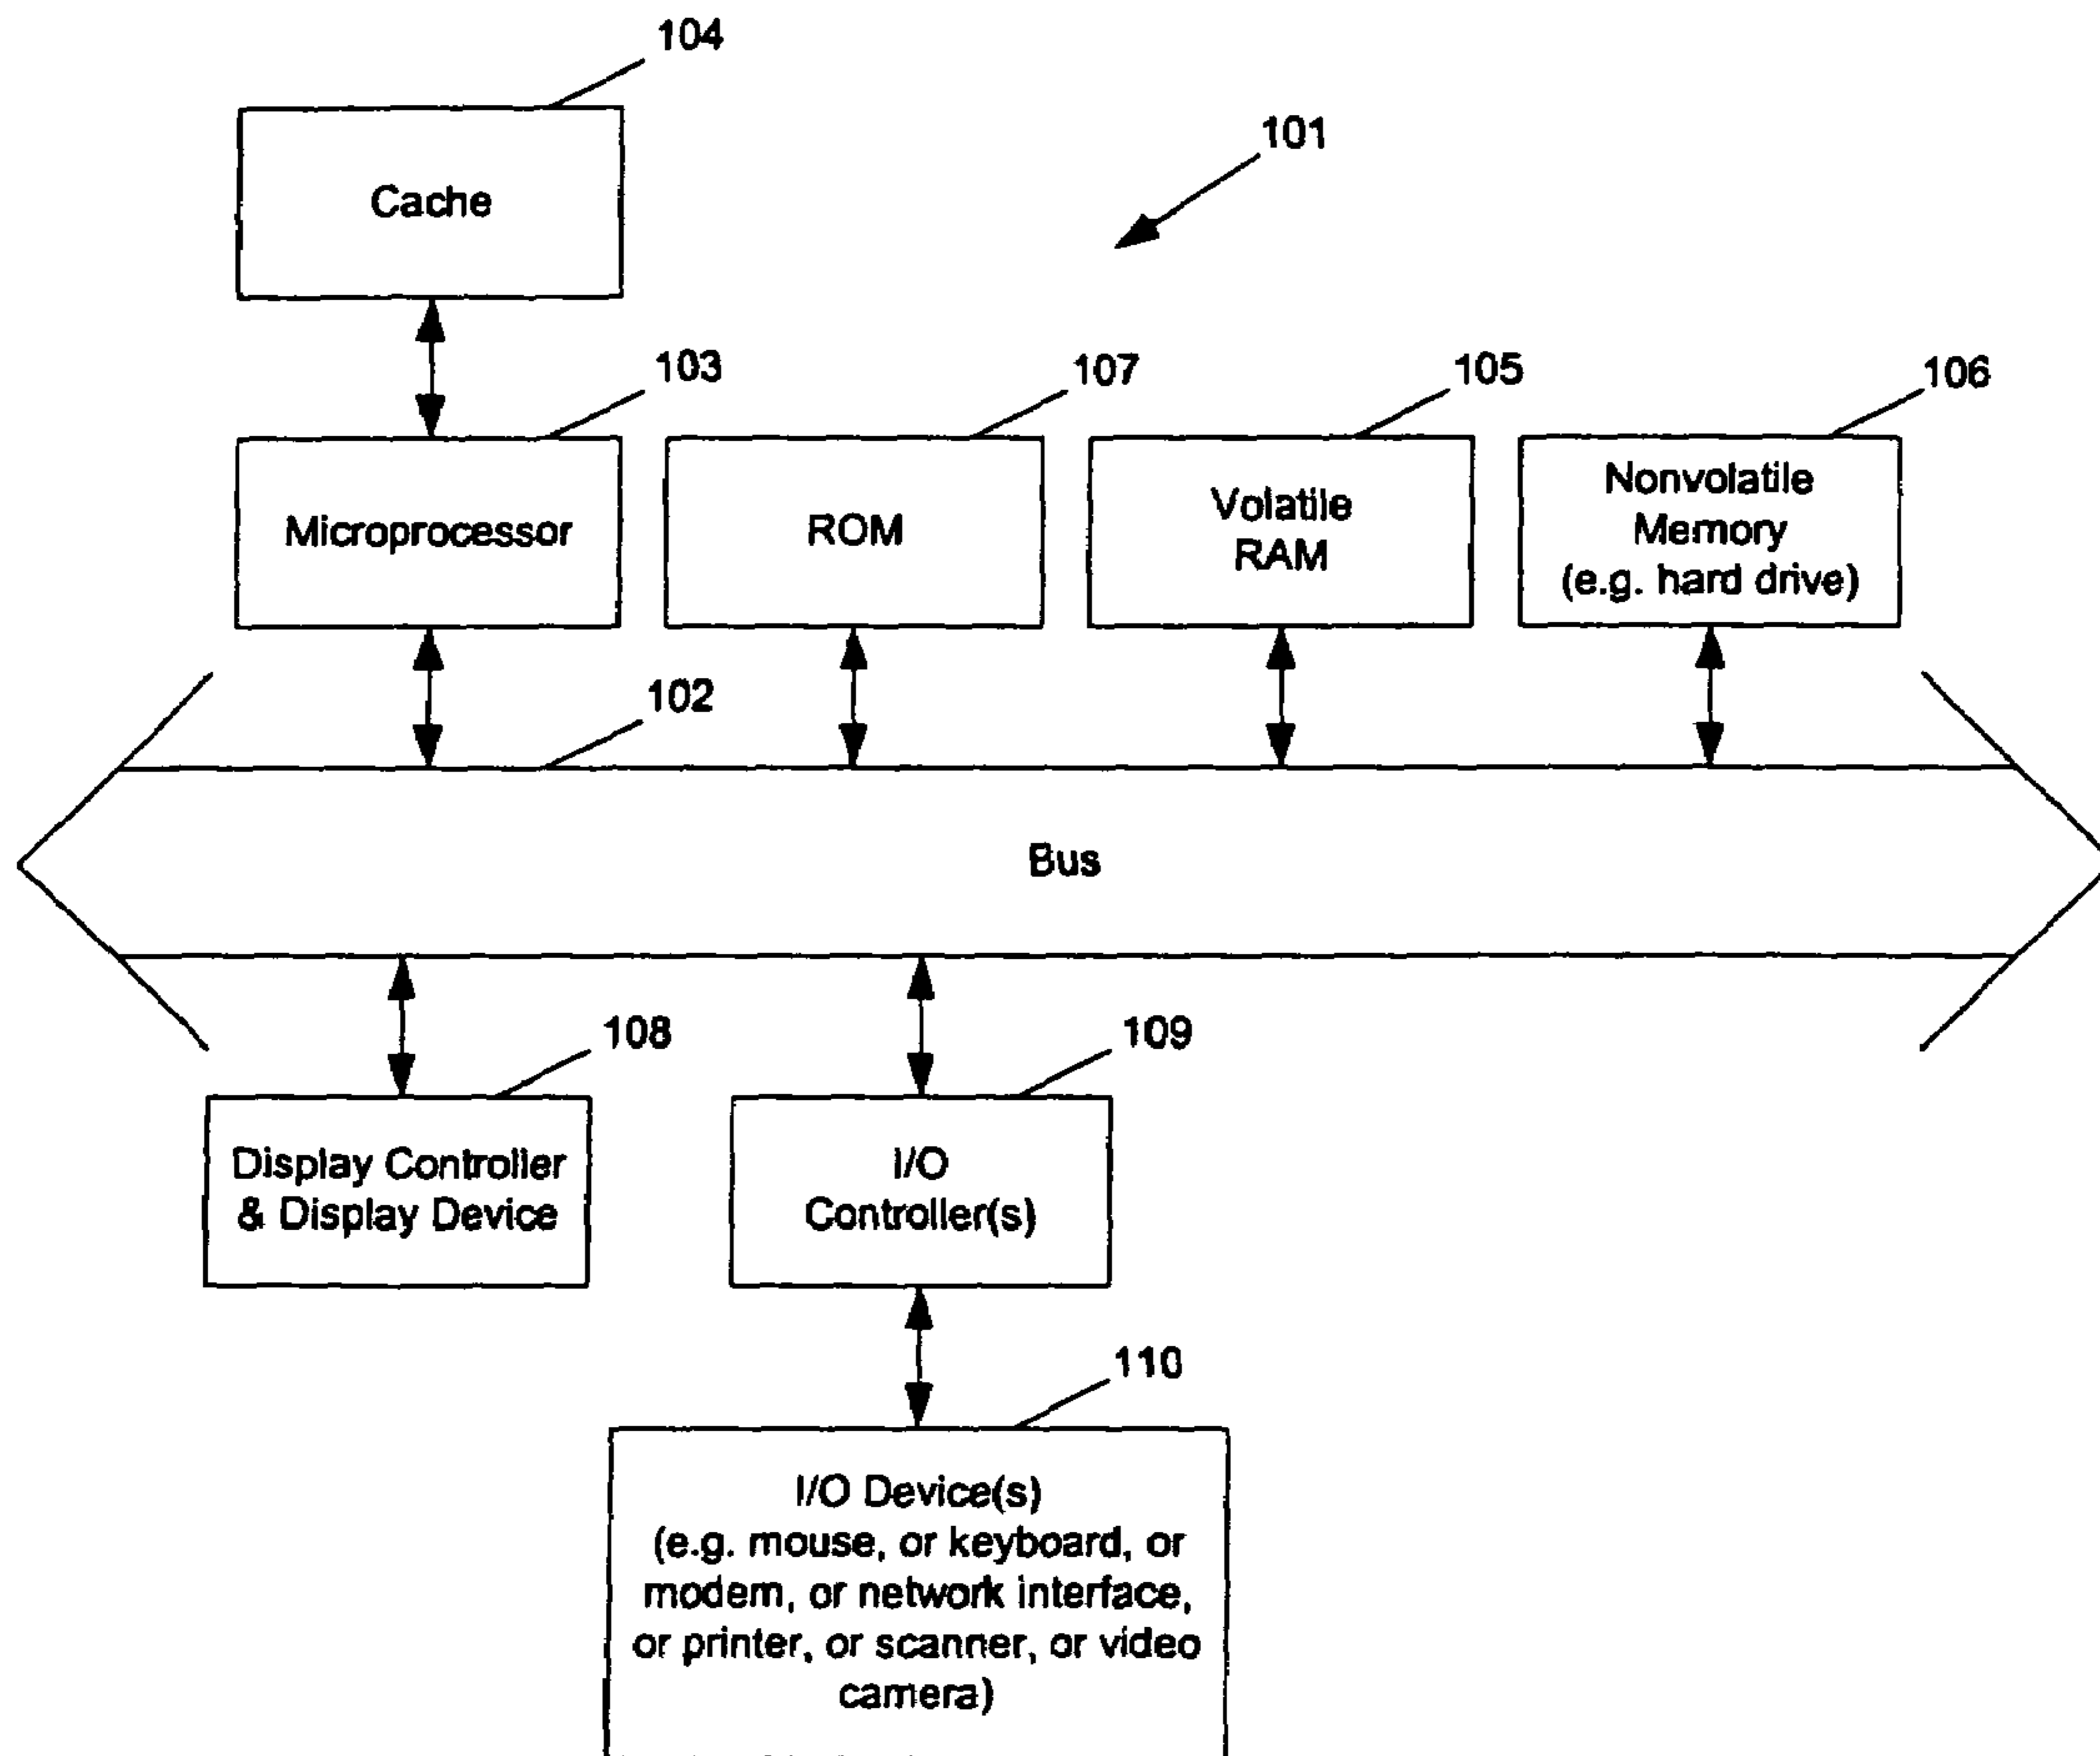 104
101
Cache
103
107
105
106
Microprocessor
ROM
Volatile
RAM
Nonvolatile
Memory
(e.g. hard drive)
102
Bus
108
109
Display Controller
& Display Device
I/O
Controller(s)
110
I/O Device(s)
(e.g. mouse, or keyboard, or
modem, or network interface,
or printer, or scanner, or video
camera)